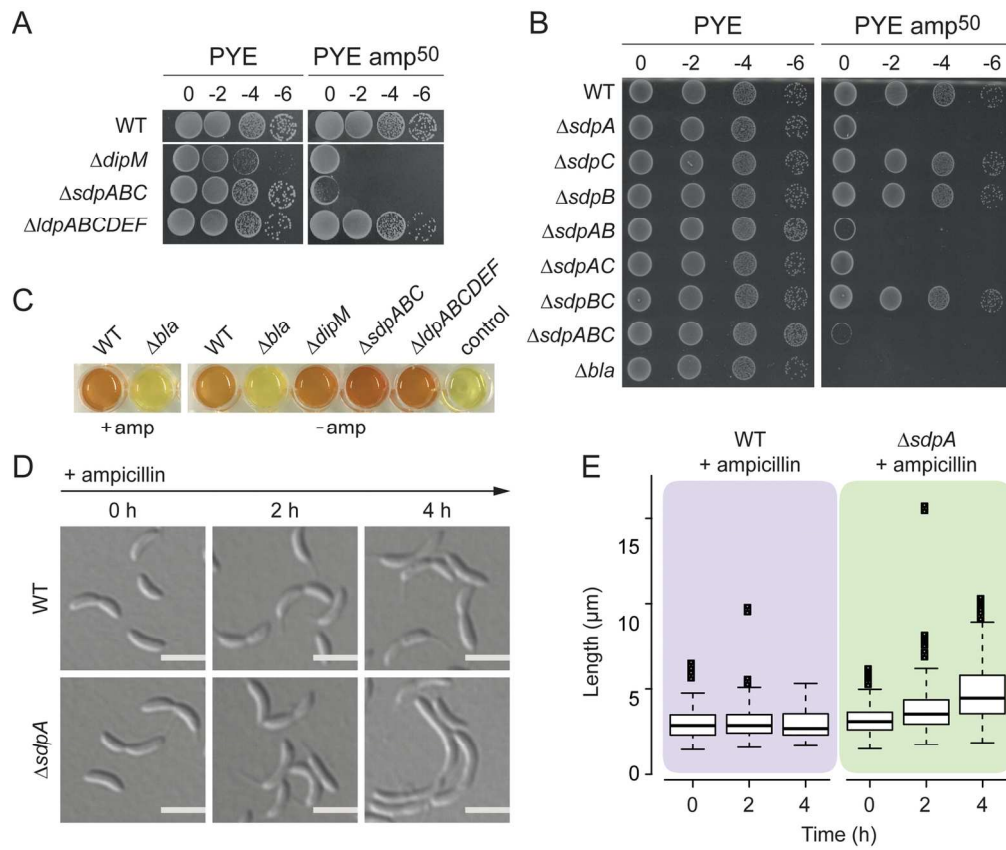 A
PYE PYE amp50
0 -2 -4 -6 0 -2 -4 -6
WT
ΔdipM
ΔsdpABC
ΔldpABCDEF
B
PYE PYE amp50
0 -2 -4 -6 0 -2 -4 -6
WT
ΔsdpA
ΔsdpC
ΔsdpB
ΔsdpAB
ΔsdpAC
ΔsdpBC
ΔsdpABC
Δbla
C
WT Δbla WT Δbla ΔdipM ΔsdpABC ΔldpABCDEF control
+ amp – amp
D
+ ampicillin
0 h 2 h 4 h
WT
ΔsdpA
E
WT ΔsdpA
+ ampicillin + ampicillin
Length (µm)
15
10
5
0
0 2 4 0 2 4
Time (h)